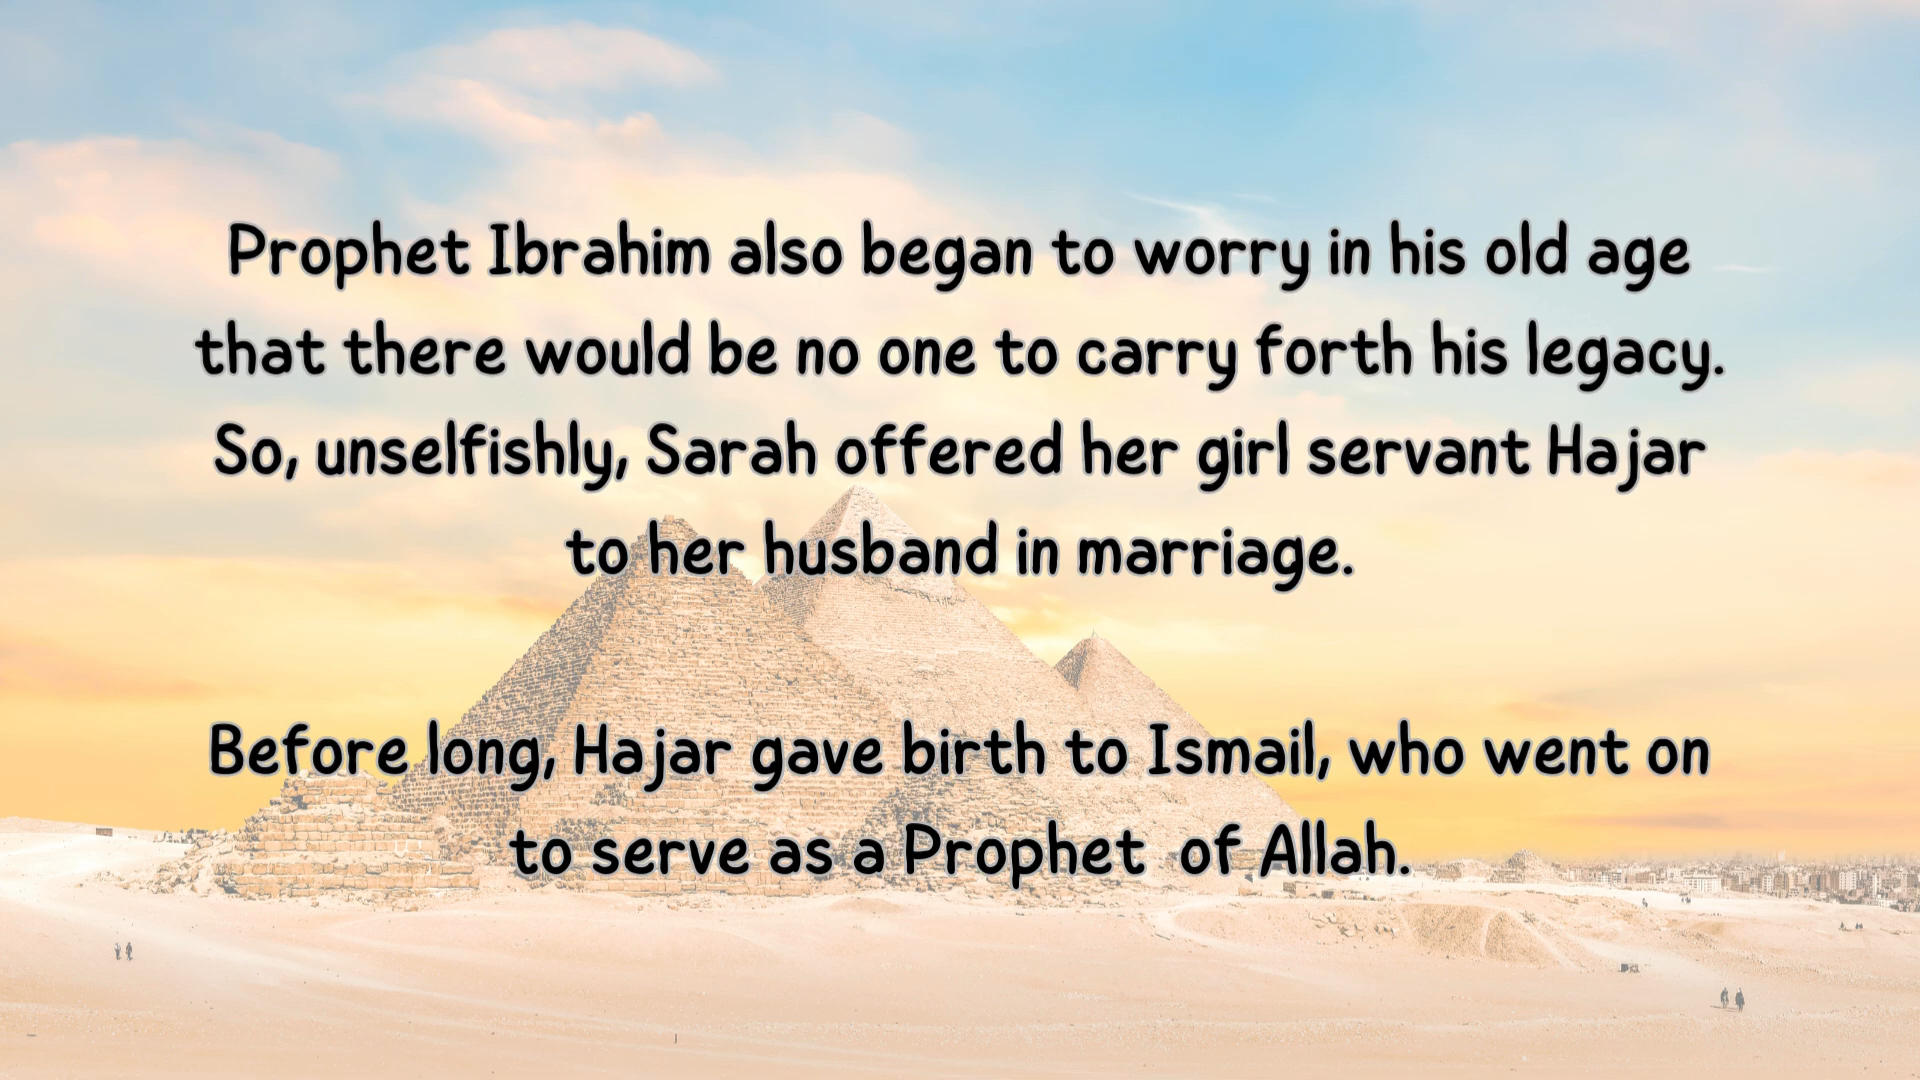 Prophet Ibrahim also began to worry in his old age
that there would be no one to carry forth his legacy.
So, unselfishly, Sarah offered her girl servant Hajar
to her husband in marriage.
Before long, Hajar gave birth to Ismail, who went on
to serve as a Prophet  of Allah.